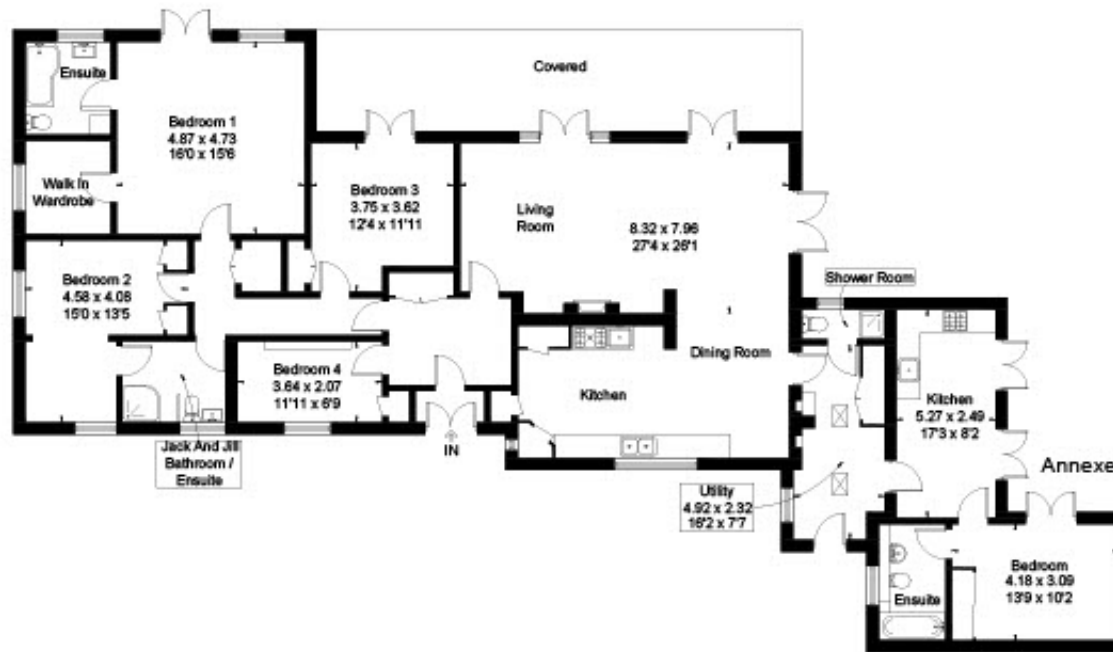 Covered
Ensuite
Bedroom 1
4.87 x 4.73
16'0 x 15'6
Walk In
Wardrobe
Bedroom 3
3.75 x 3.62
12'4 x 11'11
Living
Room
8.32 x 7.96
27'4 x 26'1
Bedroom 2
4.58 x 4.08
15'0 x 13'5
Shower Room
Dining Room
Bedroom 4
3.64 x 2.07
11'11 x 6'9
Kitchen
Kitchen
5.27 x 2.49
17'3 x 8'2
IN
Jack And Jill
Bathroom /
Ensuite
Annexe
Utility
4.92 x 2.32
16'2 x 7'7
Bedroom
4.18 x 3.09
13'9 x 10'2
Ensuite